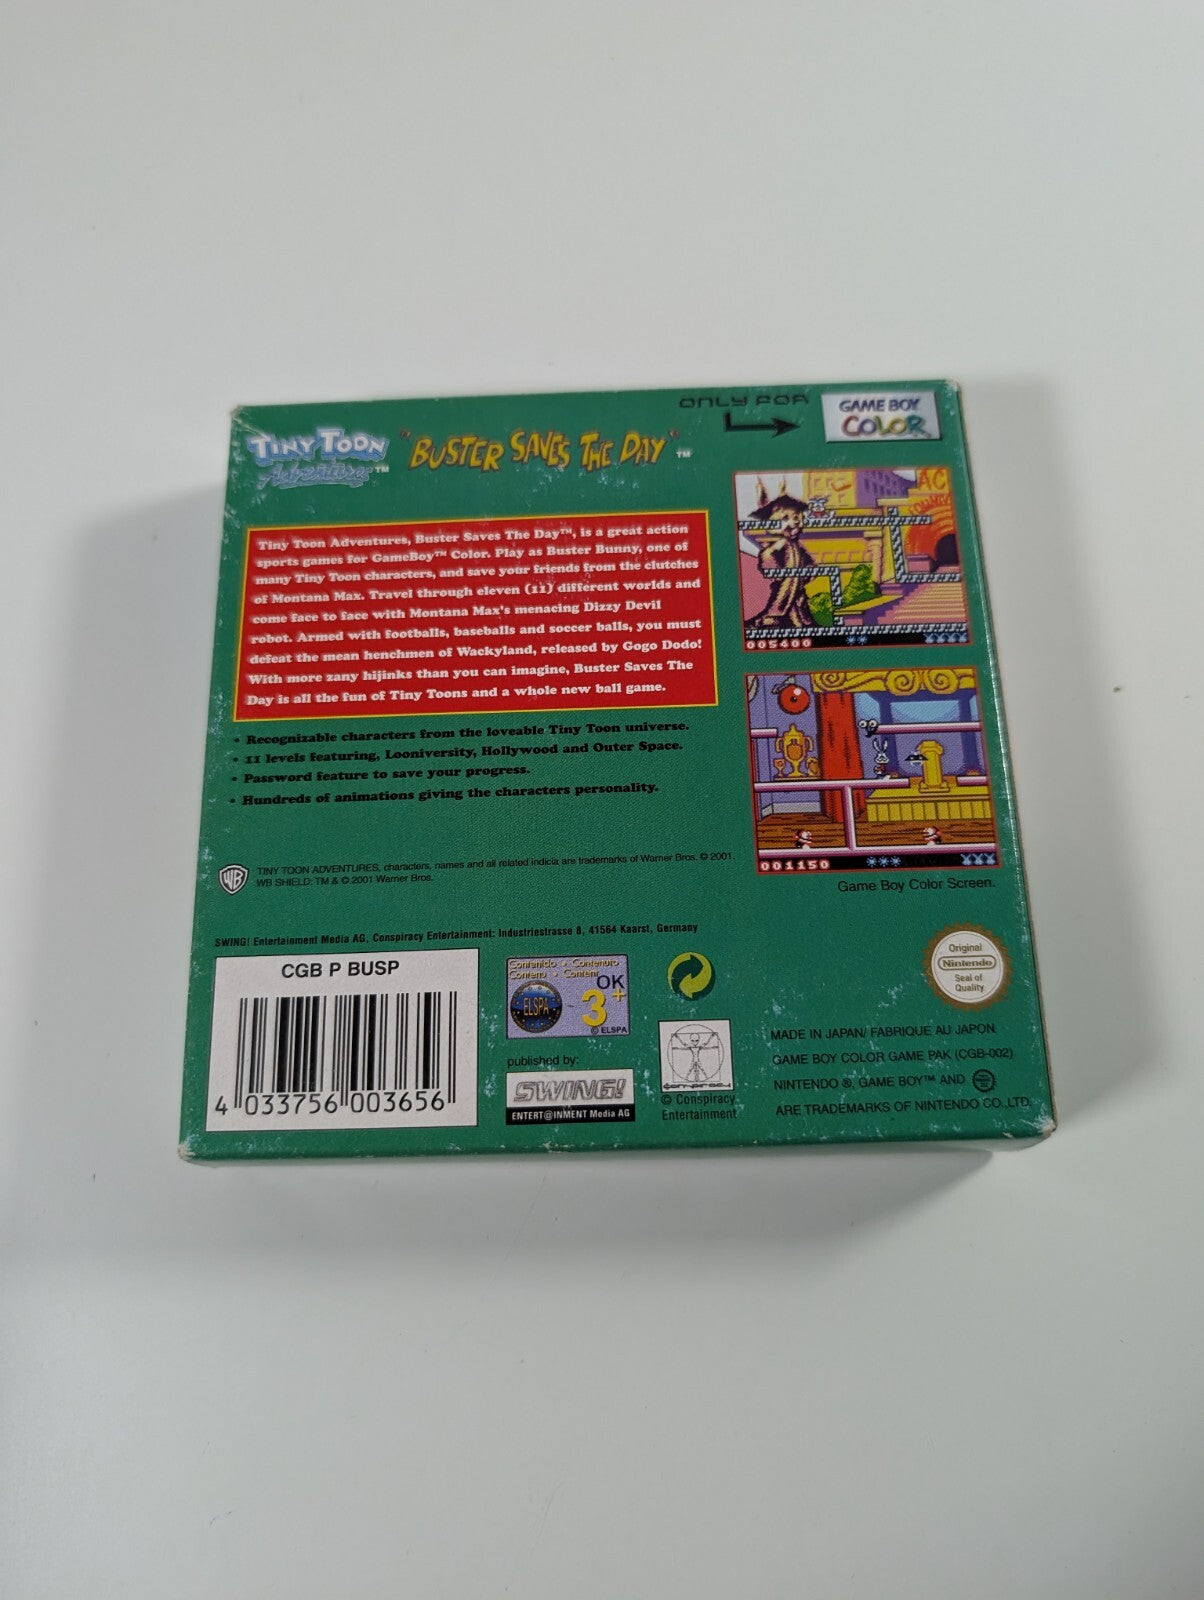 ONLY FOR
GAME BOY
COLOR
TINY TOON
Adventures™
"BUSTER SAVES THE DAY"™
Tiny Toon Adventures, Buster Saves The Day™, is a great action
sports games for GameBoy™ Color. Play as Buster Bunny, one of
many Tiny Toon characters, and save your friends from the clutches
of Montana Max. Travel through eleven (11) different worlds and
come face to face with Montana Max's menacing Dizzy Devil
robot. Armed with footballs, baseballs and soccer balls, you must
defeat the mean henchmen of Wackyland, released by Gogo Dodo!
With more zany hijinks than you can imagine, Buster Saves The
Day is all the fun of Tiny Toons and a whole new ball game.
• Recognizable characters from the loveable Tiny Toon universe.
• 11 levels featuring, Looniversity, Hollywood and Outer Space.
• Password feature to save your progress.
• Hundreds of animations giving the characters personality.
AC
005400
001150
Game Boy Color Screen.
WB
TINY TOON ADVENTURES, characters, names and all related indicia are trademarks of Warner Bros. © 2001.
WB SHIELD: TM & © 2001 Warner Bros.
SWING! Entertainment Media AG, Conspiracy Entertainment: Industriestrasse 8, 41564 Kaarst, Germany
CGB P BUSP
4 033756 003656
Contenido • Contenuto
Contenu • Content
ELSPA
OK
3+
© ELSPA
published by:
SWING!
ENTERT@INMENT Media AG
Conspiracy
© Conspiracy
Entertainment
Original
Nintendo
Seal of
Quality
MADE IN JAPAN/ FABRIQUE AU JAPON
GAME BOY COLOR GAME PAK (CGB-002)
NINTENDO ®, GAME BOY™ AND
ARE TRADEMARKS OF NINTENDO CO.,LTD.